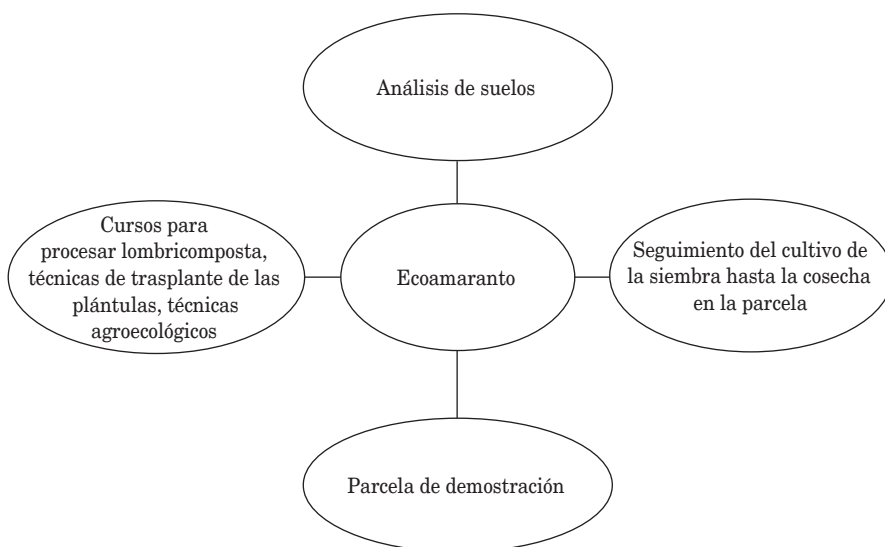 Análisis de suelos
Cursos para
procesar lombricomposta,
técnicas de trasplante de las
plántulas, técnicas
agroecológicos
Ecoamaranto
Seguimiento del cultivo de
la siembra hasta la cosecha
en la parcela
Parcela de demostración